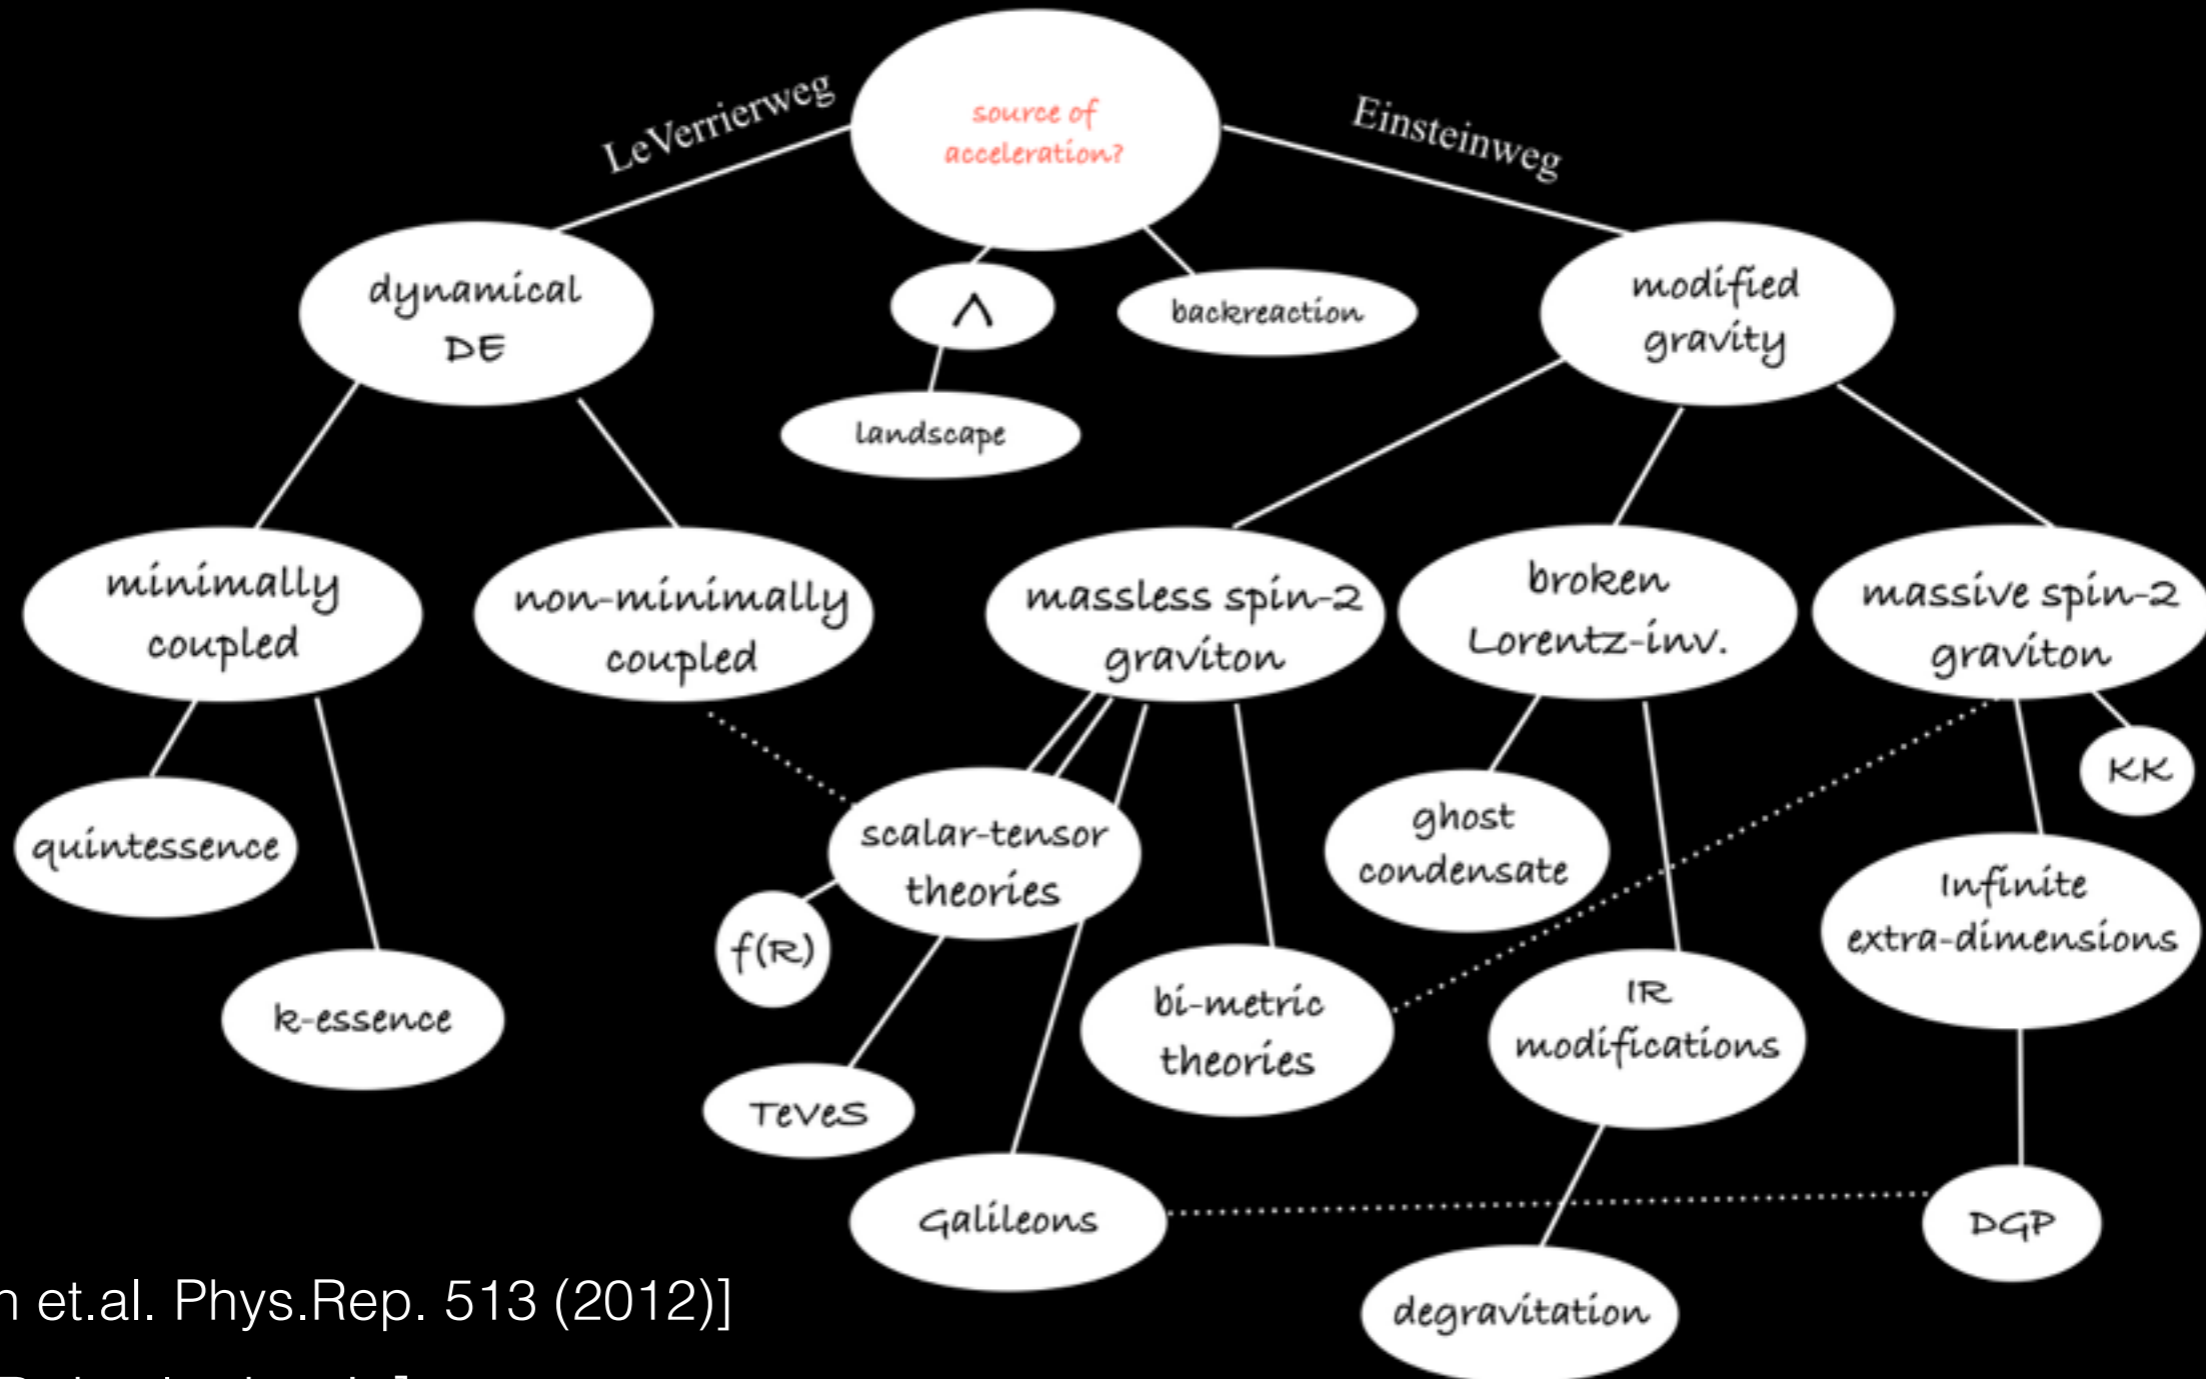 LeVerrierweg
source of
acceleration?
Einsteinweg
dynamical
DE
Λ
backreaction
modified
gravity
landscape
minimally
coupled
non-minimally
coupled
massless spin-2
graviton
broken
Lorentz-inv.
massive spin-2
graviton
quintessence
k-essence
scalar-tensor
theories
f(R)
TeVeS
Galileons
bi-metric
theories
ghost
condensate
IR
modifications
degravitation
KK
Infinite
extra-dimensions
DGP
et.al. Phys.Rep. 513 (2012)]